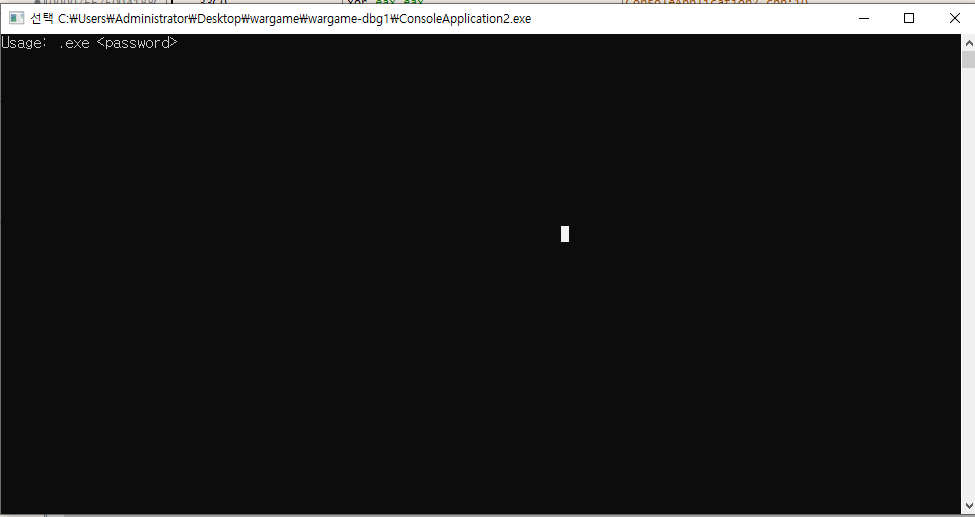 선택 C:₩Users₩Administrator₩Desktop₩wargame₩wargame-dbg1₩ConsoleApplication2.exe
Usage: .exe <password>